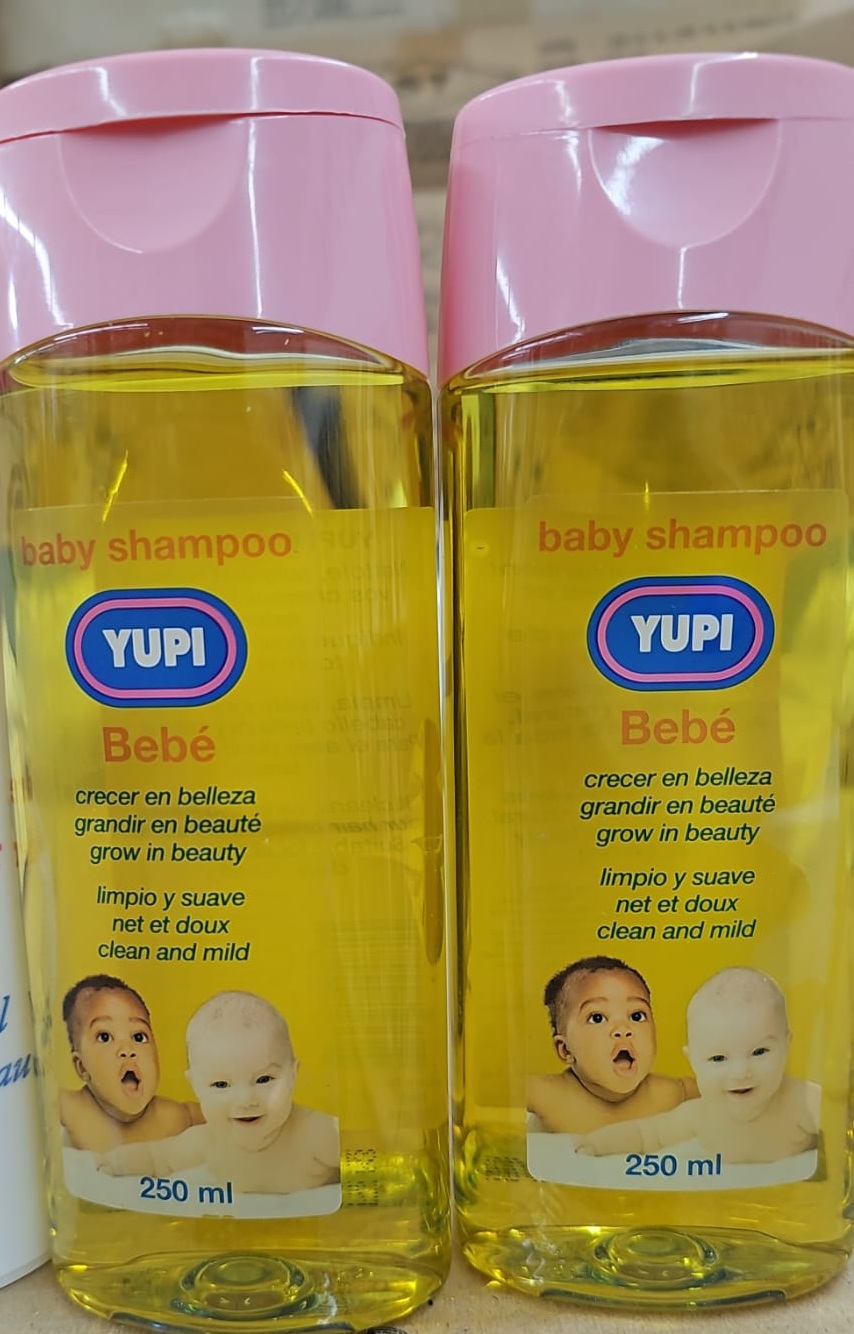 baby shampoo
YUPI
Bebé
crecer en belleza
grandir en beauté
grow in beauty
limpio y suave
net et doux
clean and mild
250 ml
baby shampoo
YUPI
Bebé
crecer en belleza
grandir en beauté
grow in beauty
limpio y suave
net et doux
clean and mild
250 ml